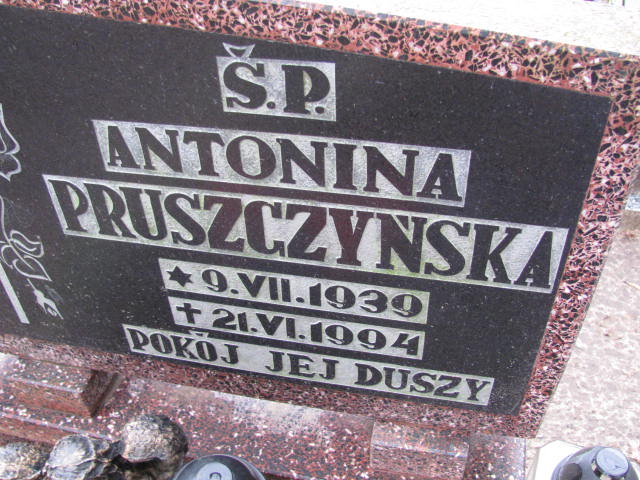 Ś.P.
ANTONINA
PRUSZCZYŃSKA
★ 9.VII.1939
✝ 21.VI.1994
POKÓJ JEJ DUSZY